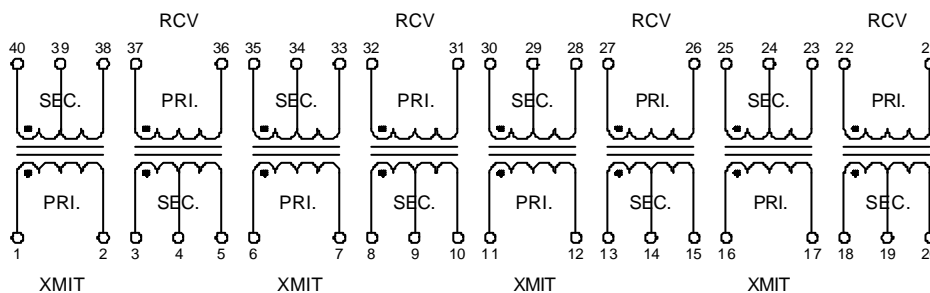 RCV RCV RCV RCV
40 39 38 37 36 35 34 33 32 31 30 29 28 27 26 25 24 23 22
SEC. PRI. SEC. PRI. SEC. PRI. SEC. PRI.
PRI. SEC. PRI. SEC. PRI. SEC. PRI. SEC.
1 2 3 4 5 6 7 8 9 10 11 12 13 14 15 16 17 18 19
XMIT XMIT XMIT XMIT